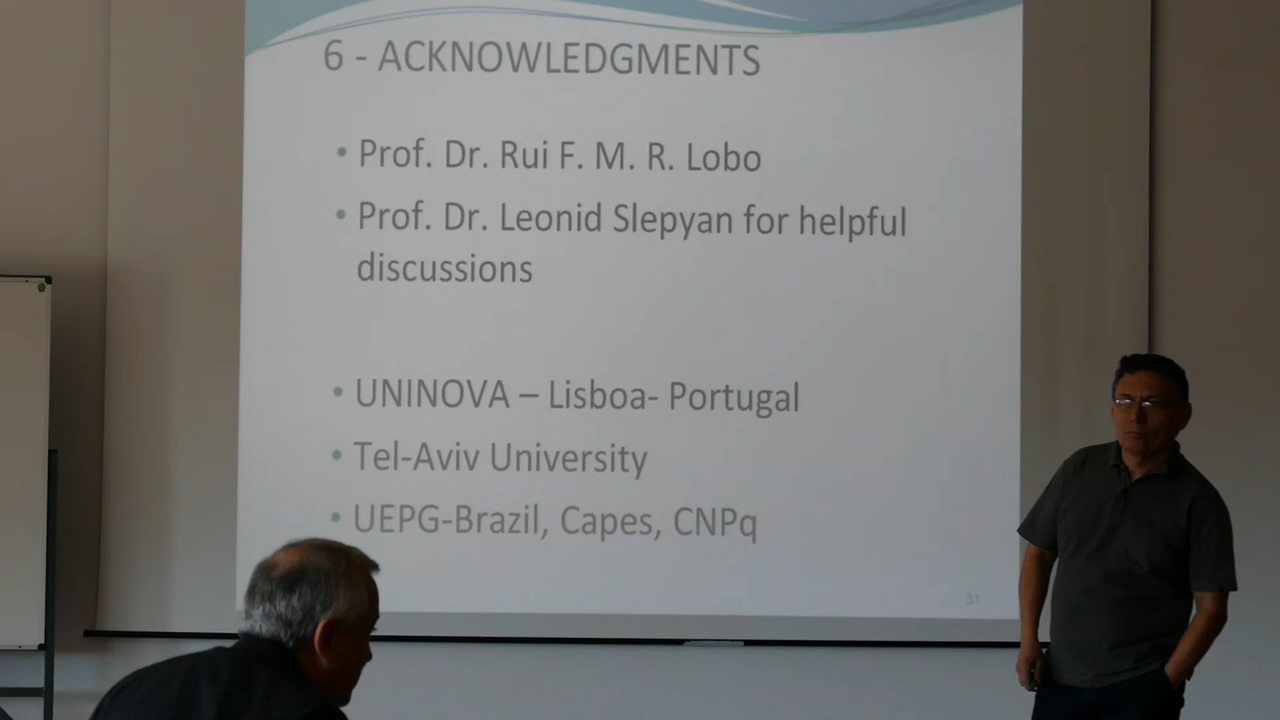 6 - ACKNOWLEDGMENTS
• Prof. Dr. Rui F. M. R. Lobo
• Prof. Dr. Leonid Slepyan for helpful
discussions
• UNINOVA – Lisboa- Portugal
• Tel-Aviv University
• UEPG-Brazil, Capes, CNPq
31